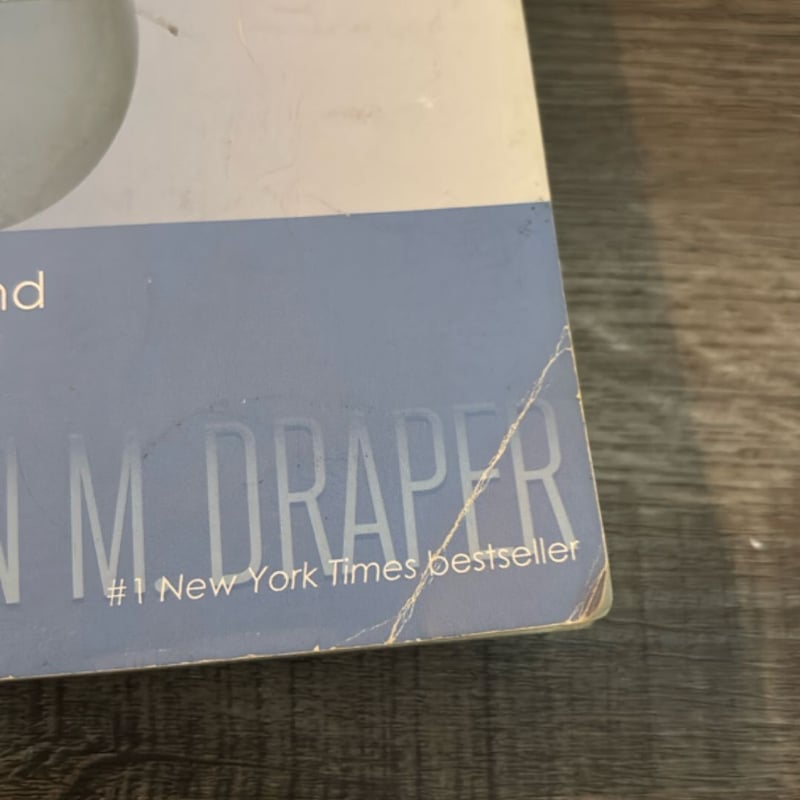 nd
N M DRAPER
#1 New York Times bestseller